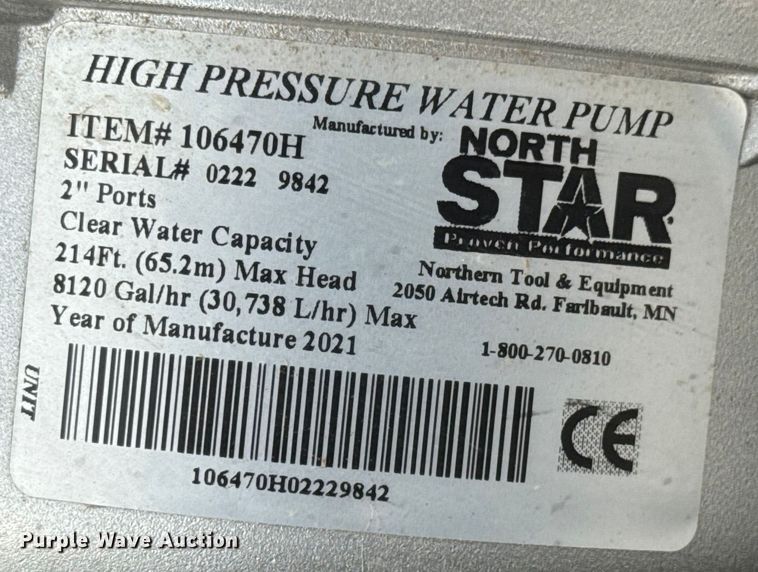 HIGH PRESSURE WATER PUMP
ITEM# 106470H
SERIAL# 0222 9842
2" Ports
Clear Water Capacity
214Ft. (65.2m) Max Head
8120 Gal/hr (30,738 L/hr) Max
Year of Manufacture 2021
Manufactured by:
NORTH
STAR
Proven Performance
Northern Tool & Equipment
2050 Airtech Rd. Faribault, MN
1-800-270-0810
UNIT
CE
106470H02229842
Purple Wave Auction